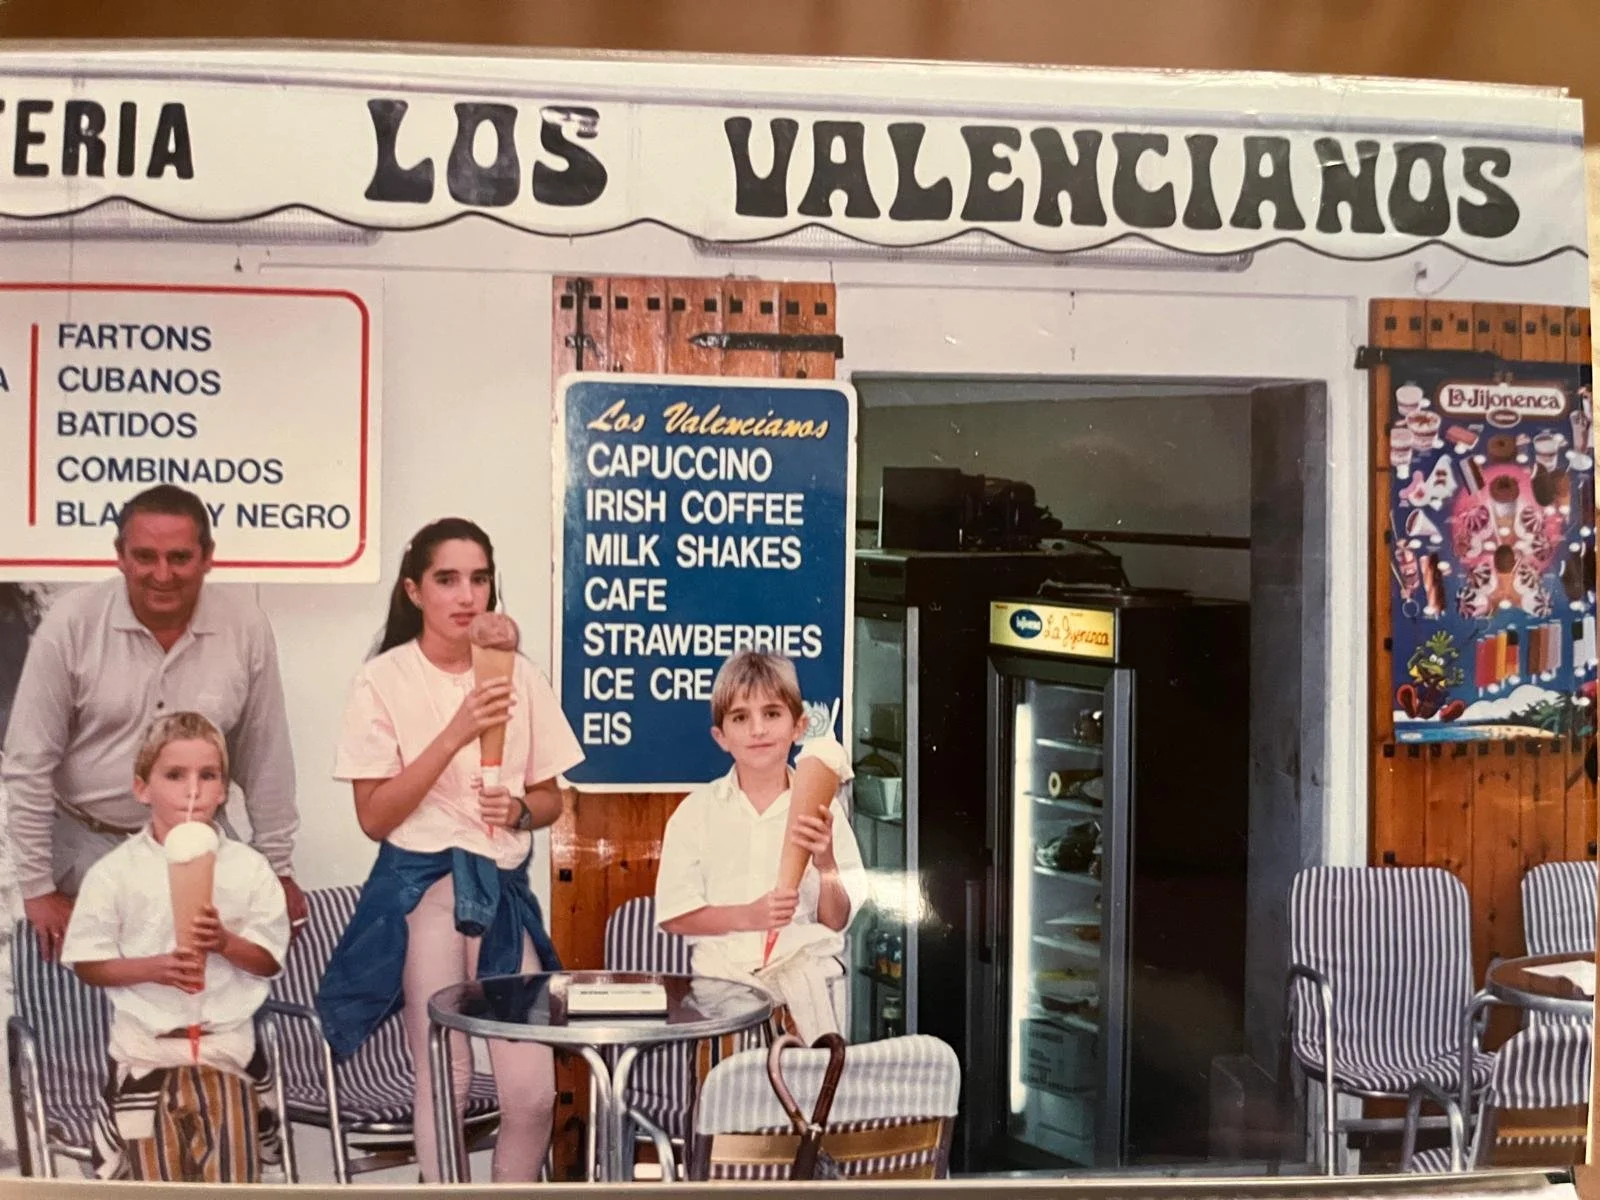 TERIA LOS VALENCIANOS
A
FARTONS
CUBANOS
BATIDOS
COMBINADOS
BLA Y NEGRO
Los Valencianos
CAPUCCINO
IRISH COFFEE
MILK SHAKES
CAFE
STRAWBERRIES
ICE CRE
EIS
La Jijonenca
La Jijonenca